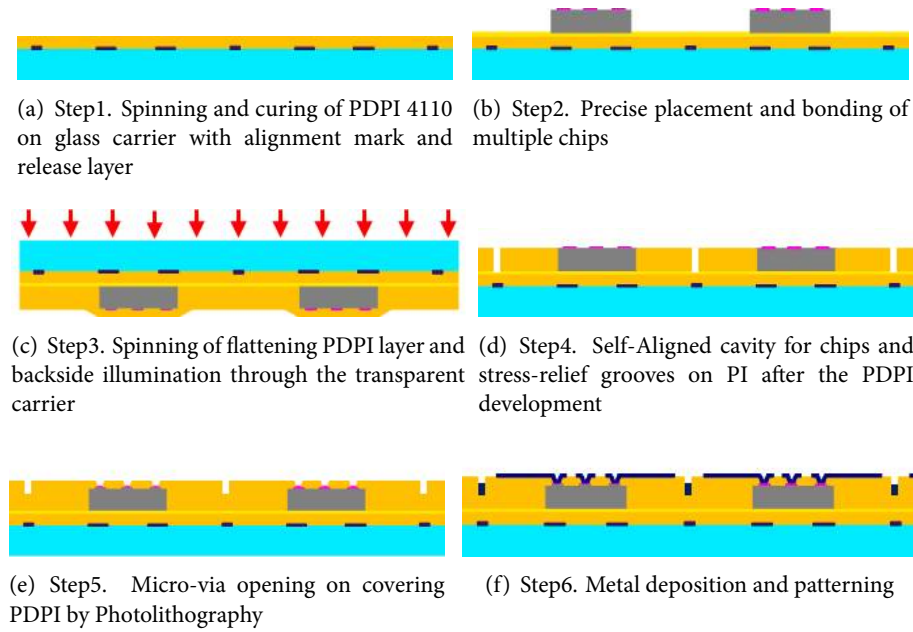 (a) Step1. Spinning and curing of PDPI 4110
on glass carrier with alignment mark and
release layer
(b) Step2. Precise placement and bonding of
multiple chips
(c) Step3. Spinning of flattening PDPI layer and
backside illumination through the transparent
carrier
(d) Step4. Self-Aligned cavity for chips and
stress-relief grooves on PI after the PDPI
development
(e) Step5. Micro-via opening on covering
PDPI by Photolithography
(f) Step6. Metal deposition and patterning